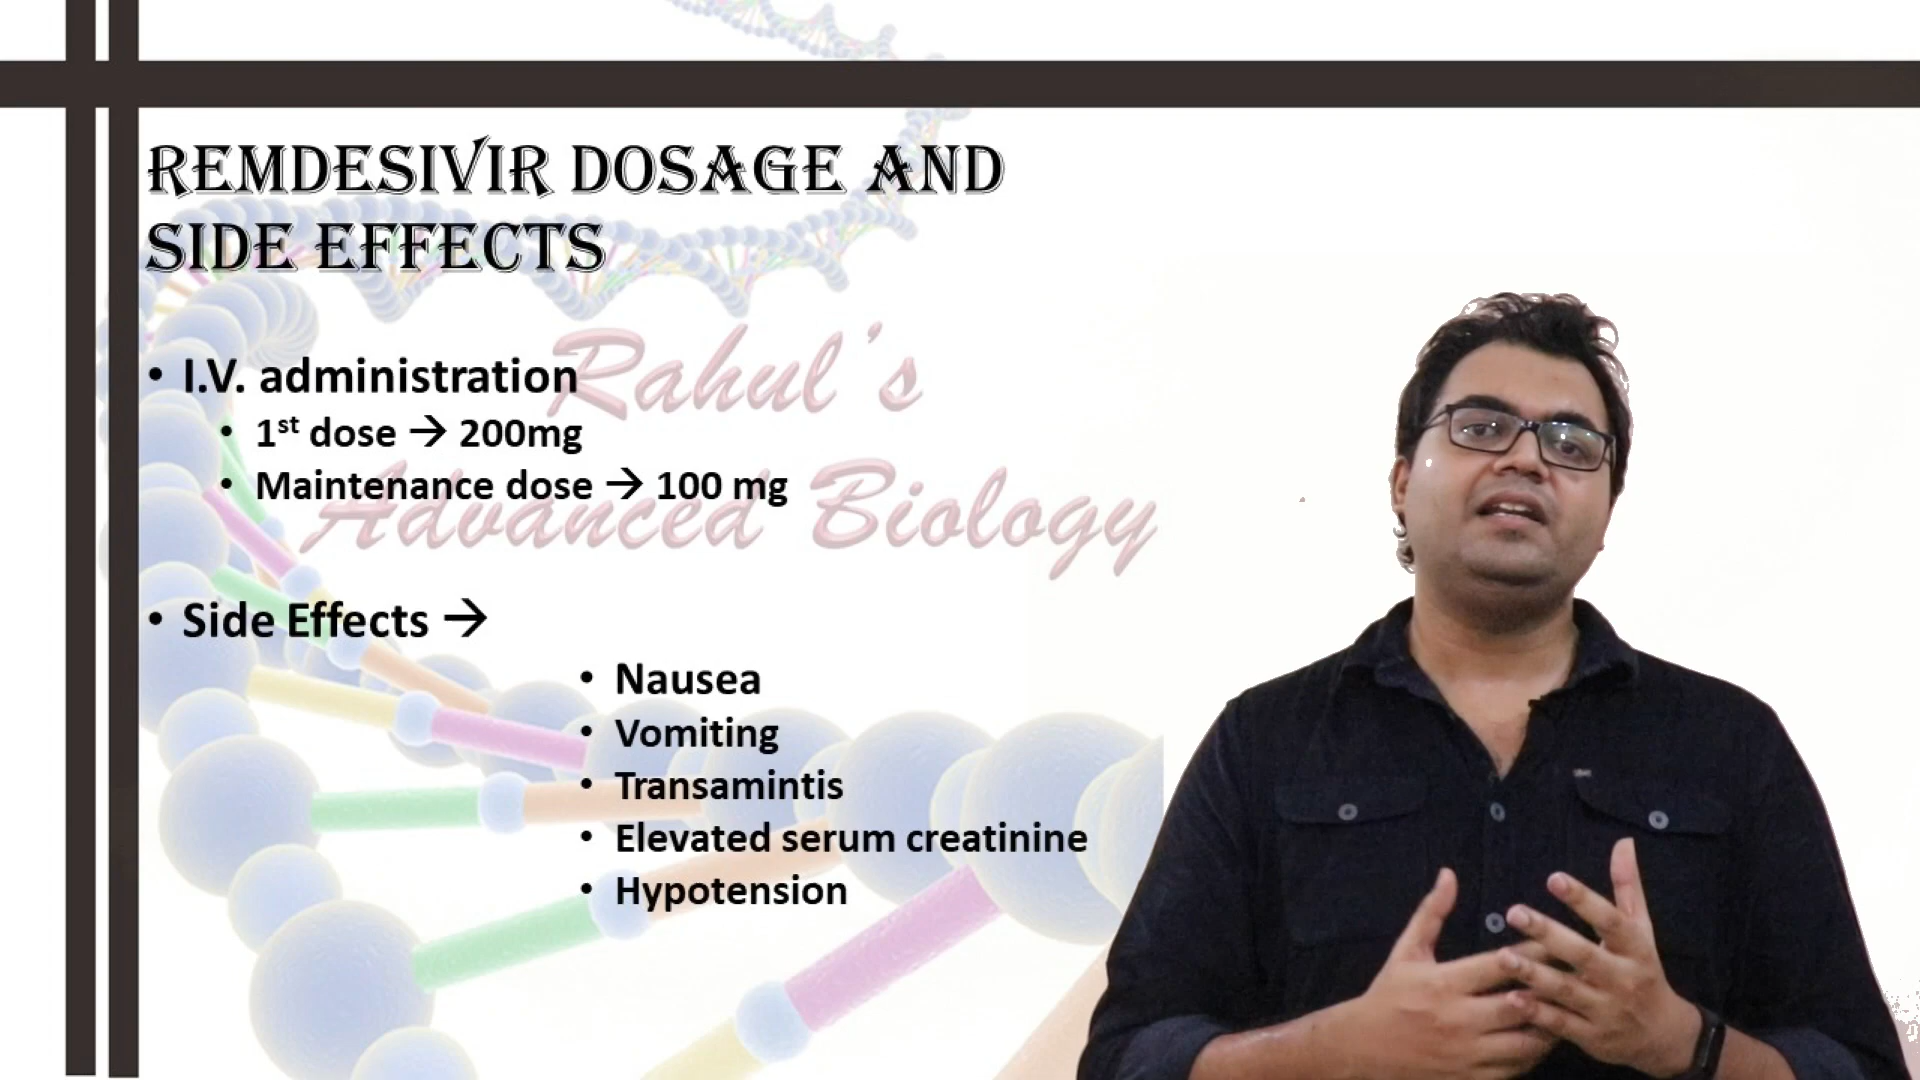 REMDESIVIR DOSAGE AND
SIDE EFFECTS
• I.V. administration
• 1st dose → 200mg
• Maintenance dose → 100 mg
Rahul's
Advanced Biology
• Side Effects →
• Nausea
• Vomiting
• Transamintis
• Elevated serum creatinine
• Hypotension